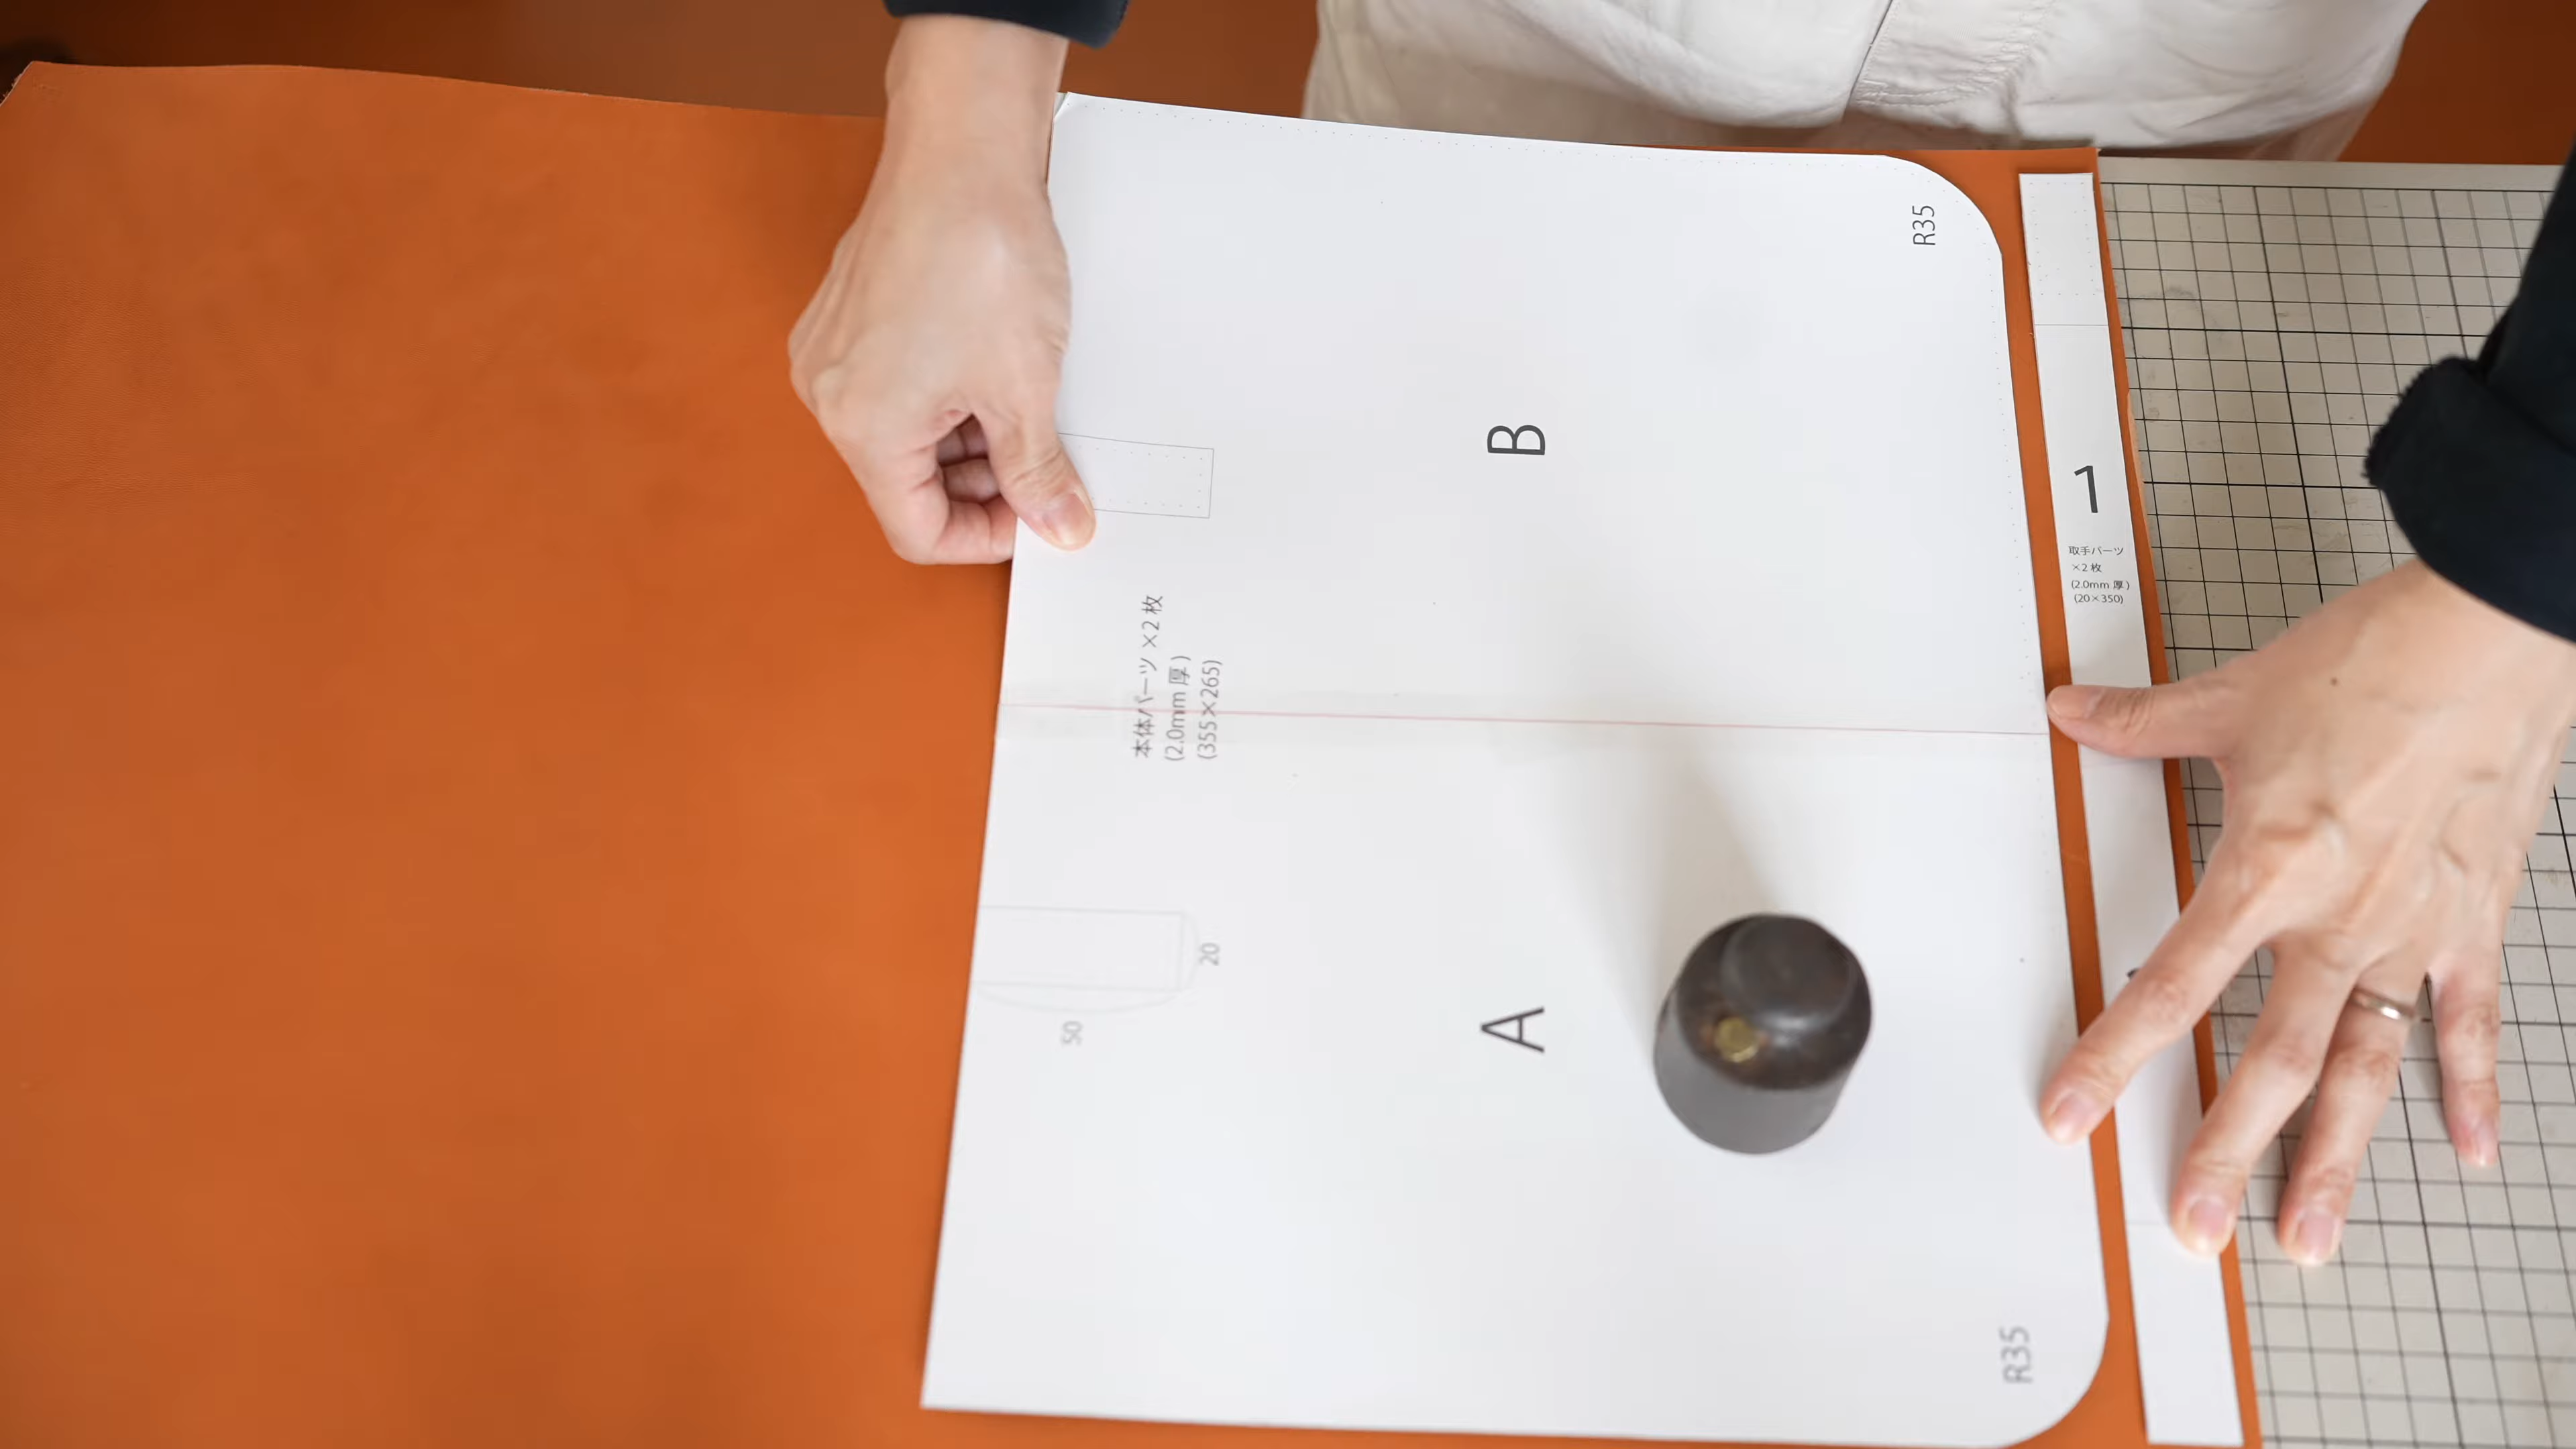 B
R35
本体パーツ ×2 枚
(2.0mm 厚 )
(355×265)
A
20
50
R35
1
取手パーツ
×2 枚
(2.0mm 厚 )
(20×350)